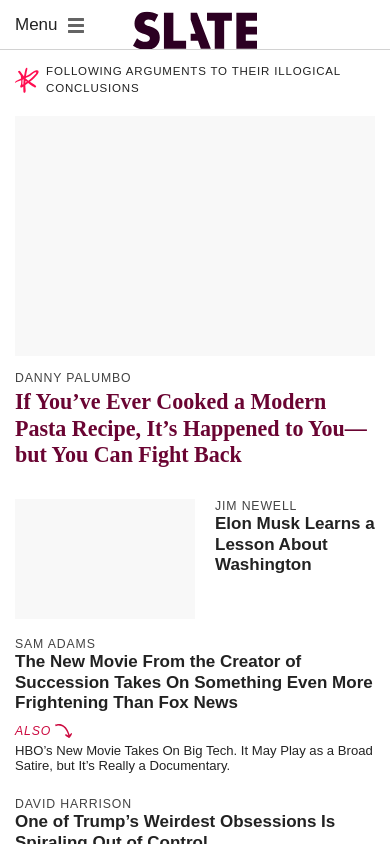 Menu
SLATE
FOLLOWING ARGUMENTS TO THEIR ILLOGICAL
CONCLUSIONS
DANNY PALUMBO
If You’ve Ever Cooked a Modern
Pasta Recipe, It’s Happened to You—
but You Can Fight Back
JIM NEWELL
Elon Musk Learns a
Lesson About
Washington
SAM ADAMS
The New Movie From the Creator of
Succession Takes On Something Even More
Frightening Than Fox News
ALSO
HBO’s New Movie Takes On Big Tech. It May Play as a Broad
Satire, but It’s Really a Documentary.
DAVID HARRISON
One of Trump’s Weirdest Obsessions Is
Spiraling Out of Control